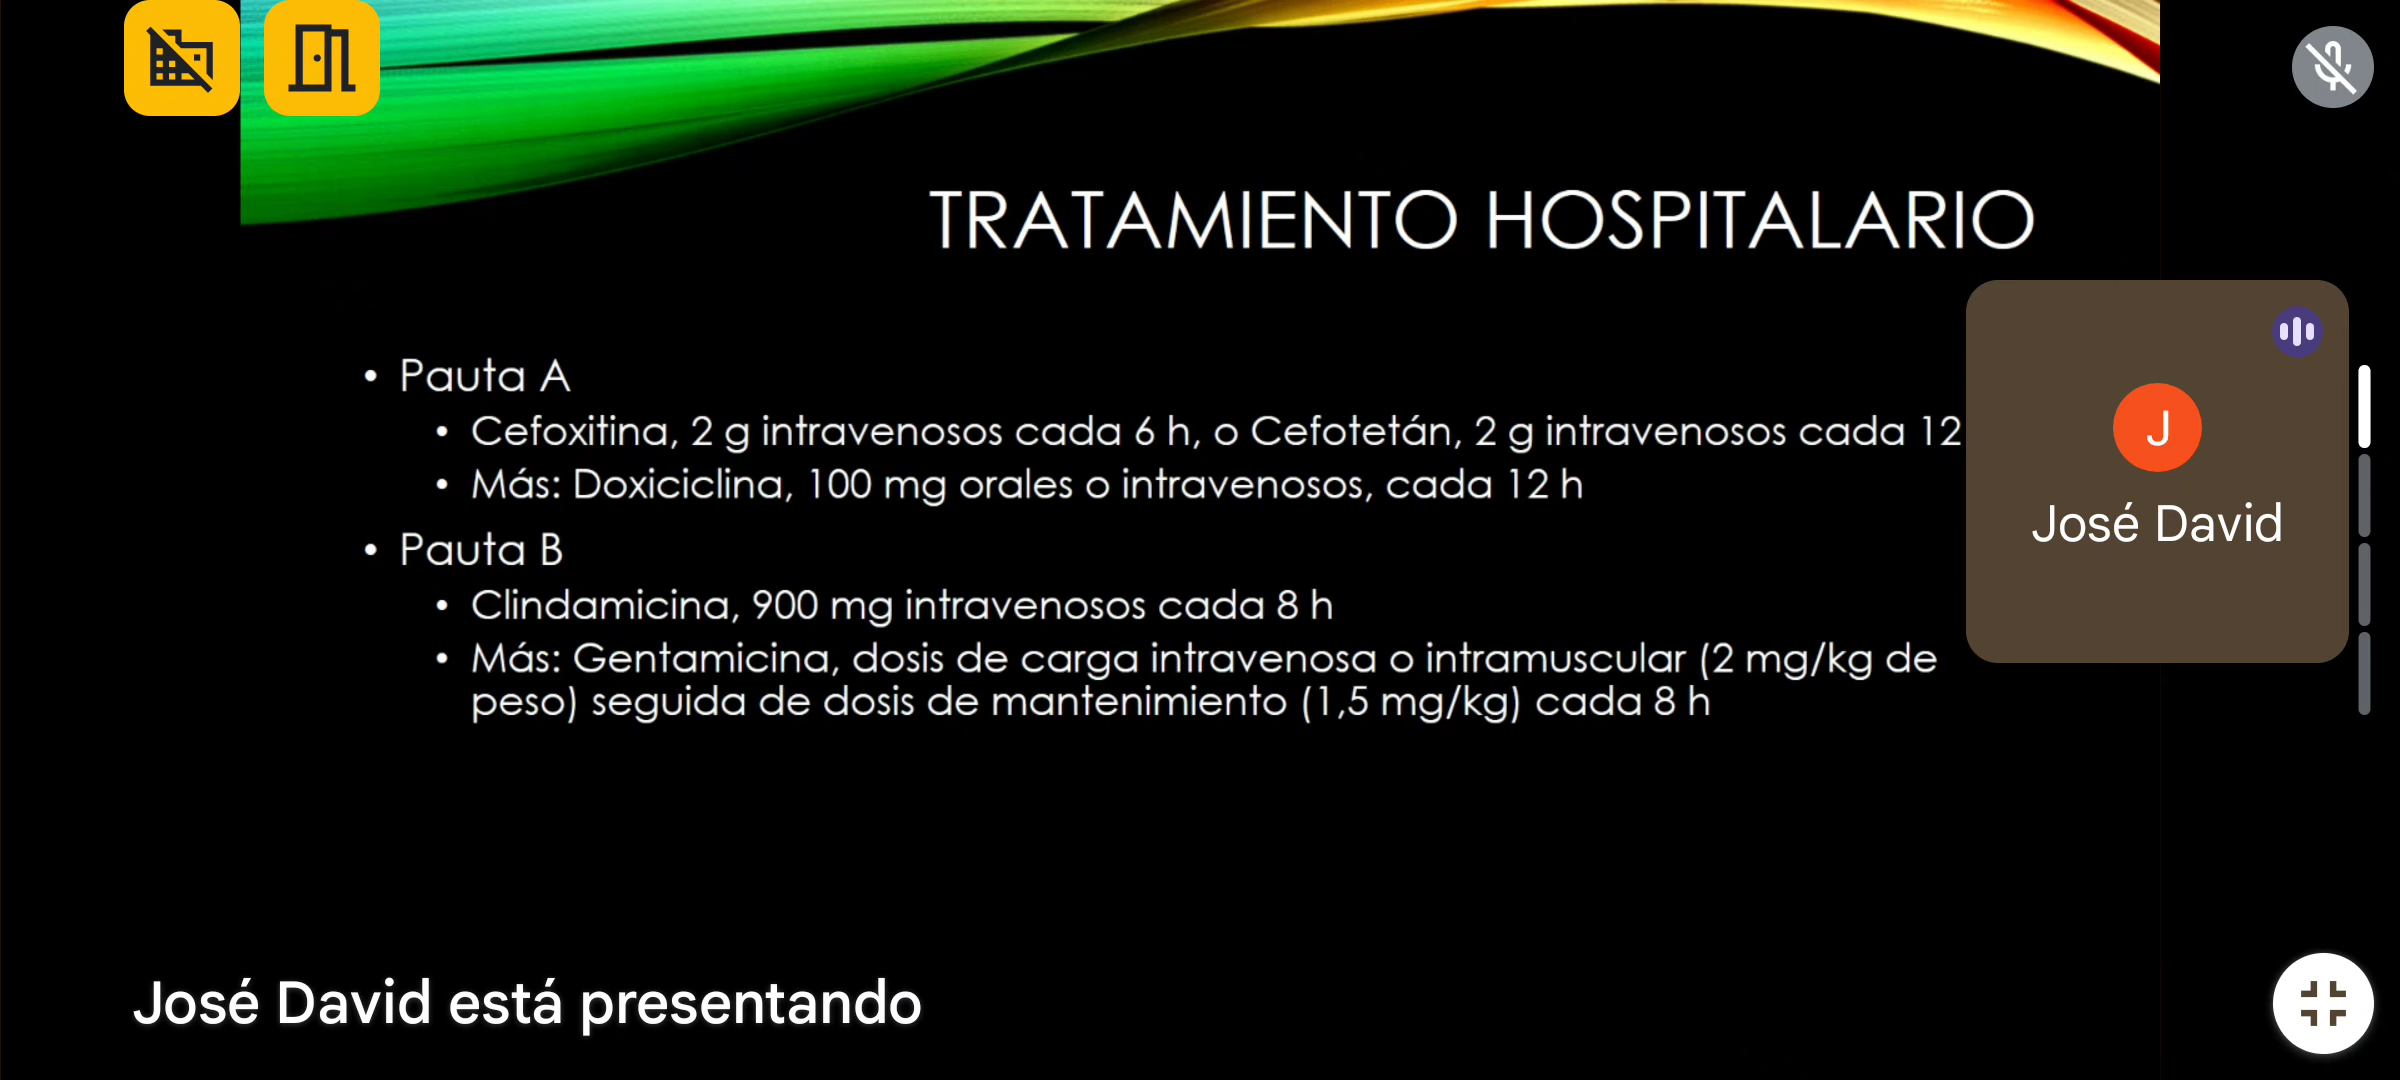 TRATAMIENTO HOSPITALARIO
• Pauta A
• Cefoxitina, 2 g intravenosos cada 6 h, o Cefotetán, 2 g intravenosos cada 12
• Más: Doxiciclina, 100 mg orales o intravenosos, cada 12 h
• Pauta B
• Clindamicina, 900 mg intravenosos cada 8 h
• Más: Gentamicina, dosis de carga intravenosa o intramuscular (2 mg/kg de
peso) seguida de dosis de mantenimiento (1,5 mg/kg) cada 8 h
J
José David
José David está presentando